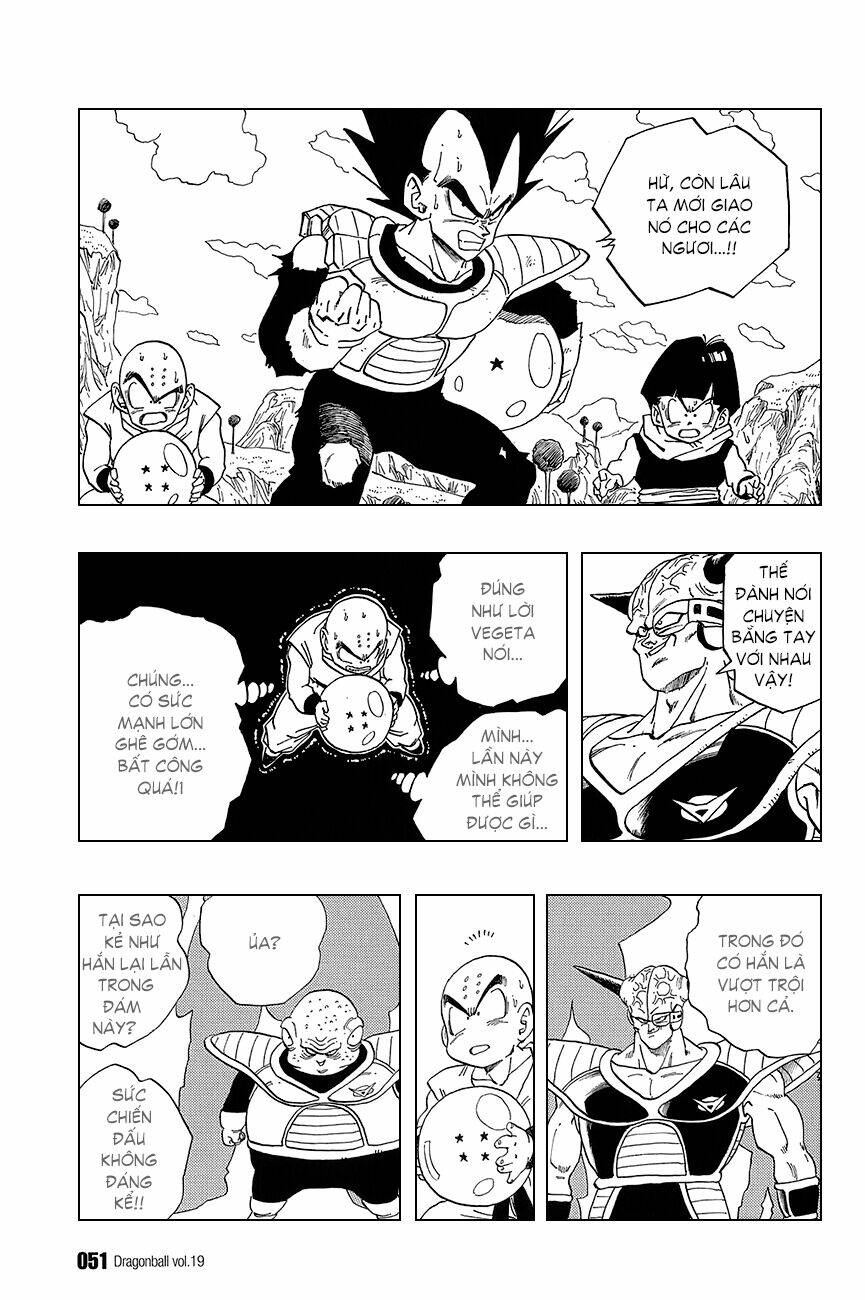 HỪ, CÒN LÂU
TA MỚI GIAO
NÓ CHO CÁC
NGƯƠI...!!
ĐÚNG
NHƯ LỜI
VEGETA
NÓI...
CHÚNG...
CÓ SỨC
MẠNH LỚN
GHÊ GỚM...
BẤT CÔNG
QUÁ!1
MÌNH...
LẦN NÀY
MÌNH KHÔNG
THỂ GIÚP
ĐƯỢC GÌ...
THẾ
ĐÀNH NÓI
CHUYỆN
BẰNG TAY
VỚI NHAU
VẬY!
TẠI SAO
KẺ NHƯ
HẮN LẠI LẪN
TRONG
ĐÁM
NÀY?
ỦA?
SỨC
CHIẾN
ĐẤU
KHÔNG
ĐÁNG
KỂ!!
TRONG ĐÓ
CÓ HẮN LÀ
VƯỢT TRỘI
HƠN CẢ.
051 Dragonball vol.19